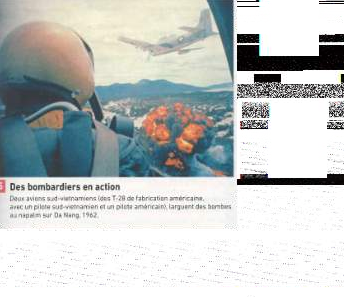 5 Des bombardiers en action
Deux avions sud-vietnamiens (des T-28 de fabrication américaine,
avec un pilote sud-vietnamien et un pilote américain), larguent des bombes
au napalm sur Da Nang, 1962.